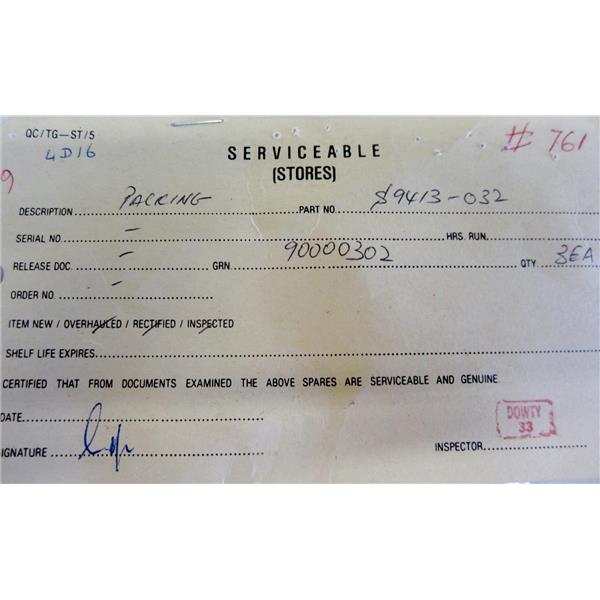 QC/TG—ST/5
4D16
# 761
9
SERVICEABLE
(STORES)
DESCRIPTION PACKING PART NO. S9413-032
SERIAL NO. — HRS. RUN
RELEASE DOC. — GRN 90000302 QTY 3EA
ORDER NO. —
ITEM NEW / OVERHAULED / RECTIFIED / INSPECTED
SHELF LIFE EXPIRES
CERTIFIED THAT FROM DOCUMENTS EXAMINED THE ABOVE SPARES ARE SERVICEABLE AND GENUINE
DATE
DOWTY
33
SIGNATURE INSPECTOR